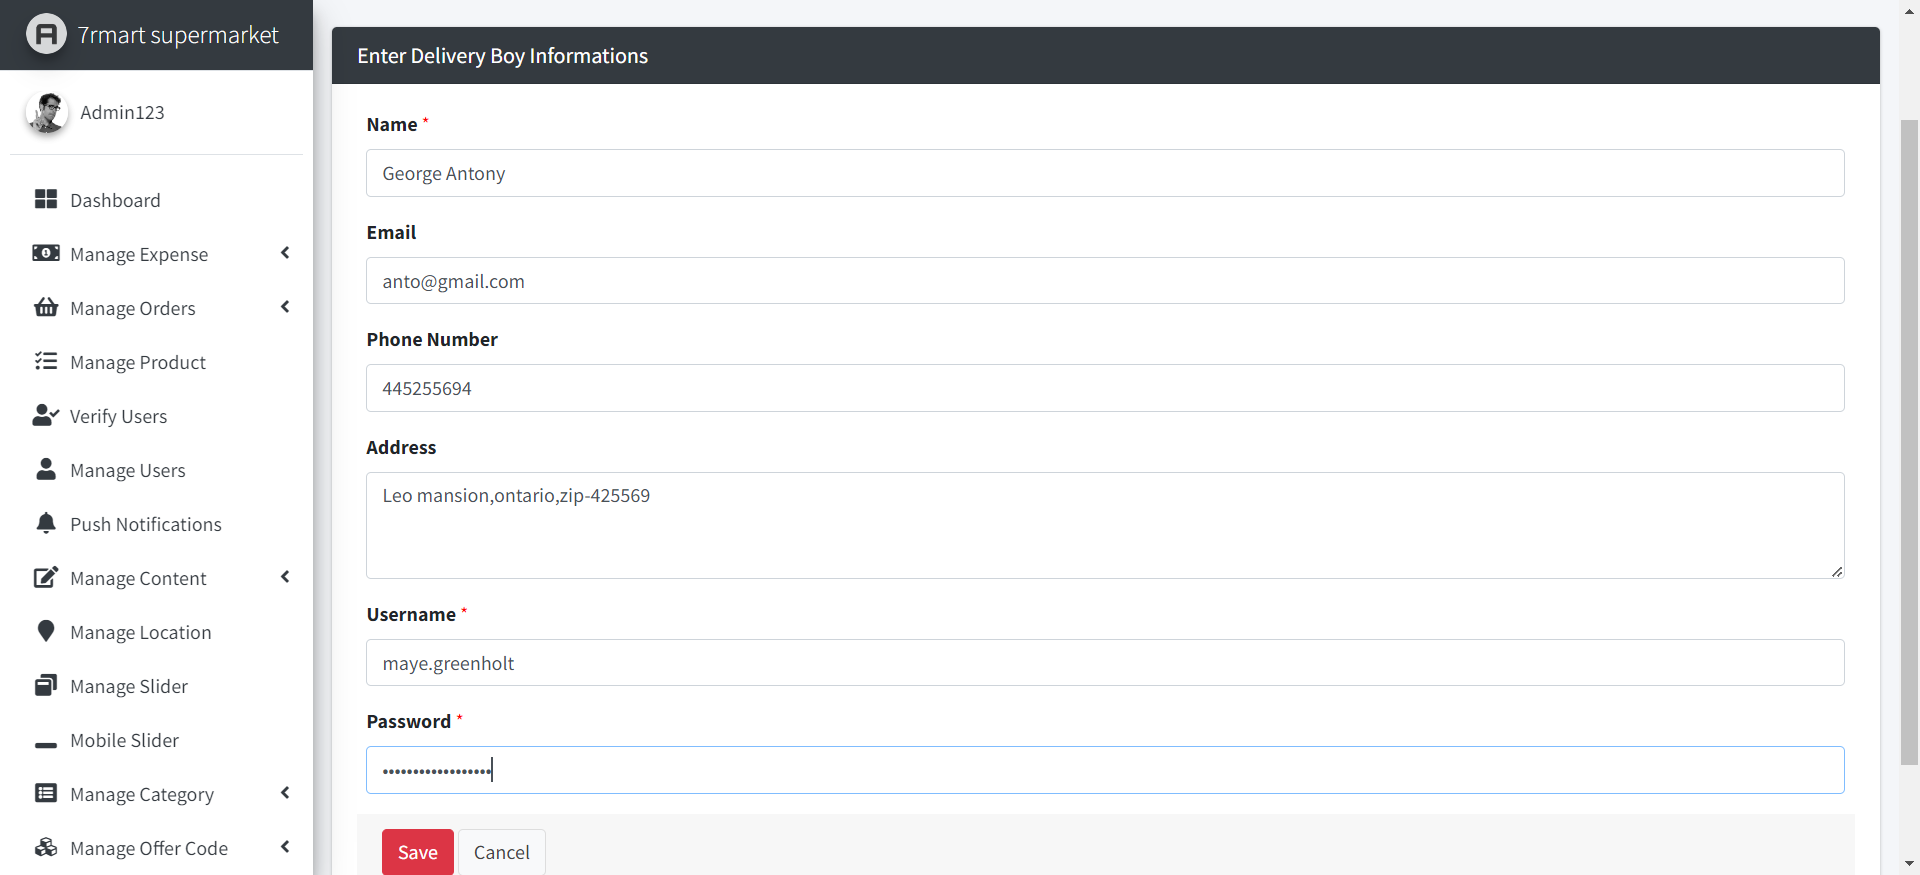 7rmart supermarket
Admin123
Dashboard
Manage Expense
Manage Orders
Manage Product
Verify Users
Manage Users
Push Notifications
Manage Content
Manage Location
Manage Slider
Mobile Slider
Manage Category
Manage Offer Code
Enter Delivery Boy Informations
Name *
George Antony
Email
anto@gmail.com
Phone Number
445255694
Address
Leo mansion,ontario,zip-425569
Username *
maye.greenholt
Password *
••••••••••••••••••
Save
Cancel